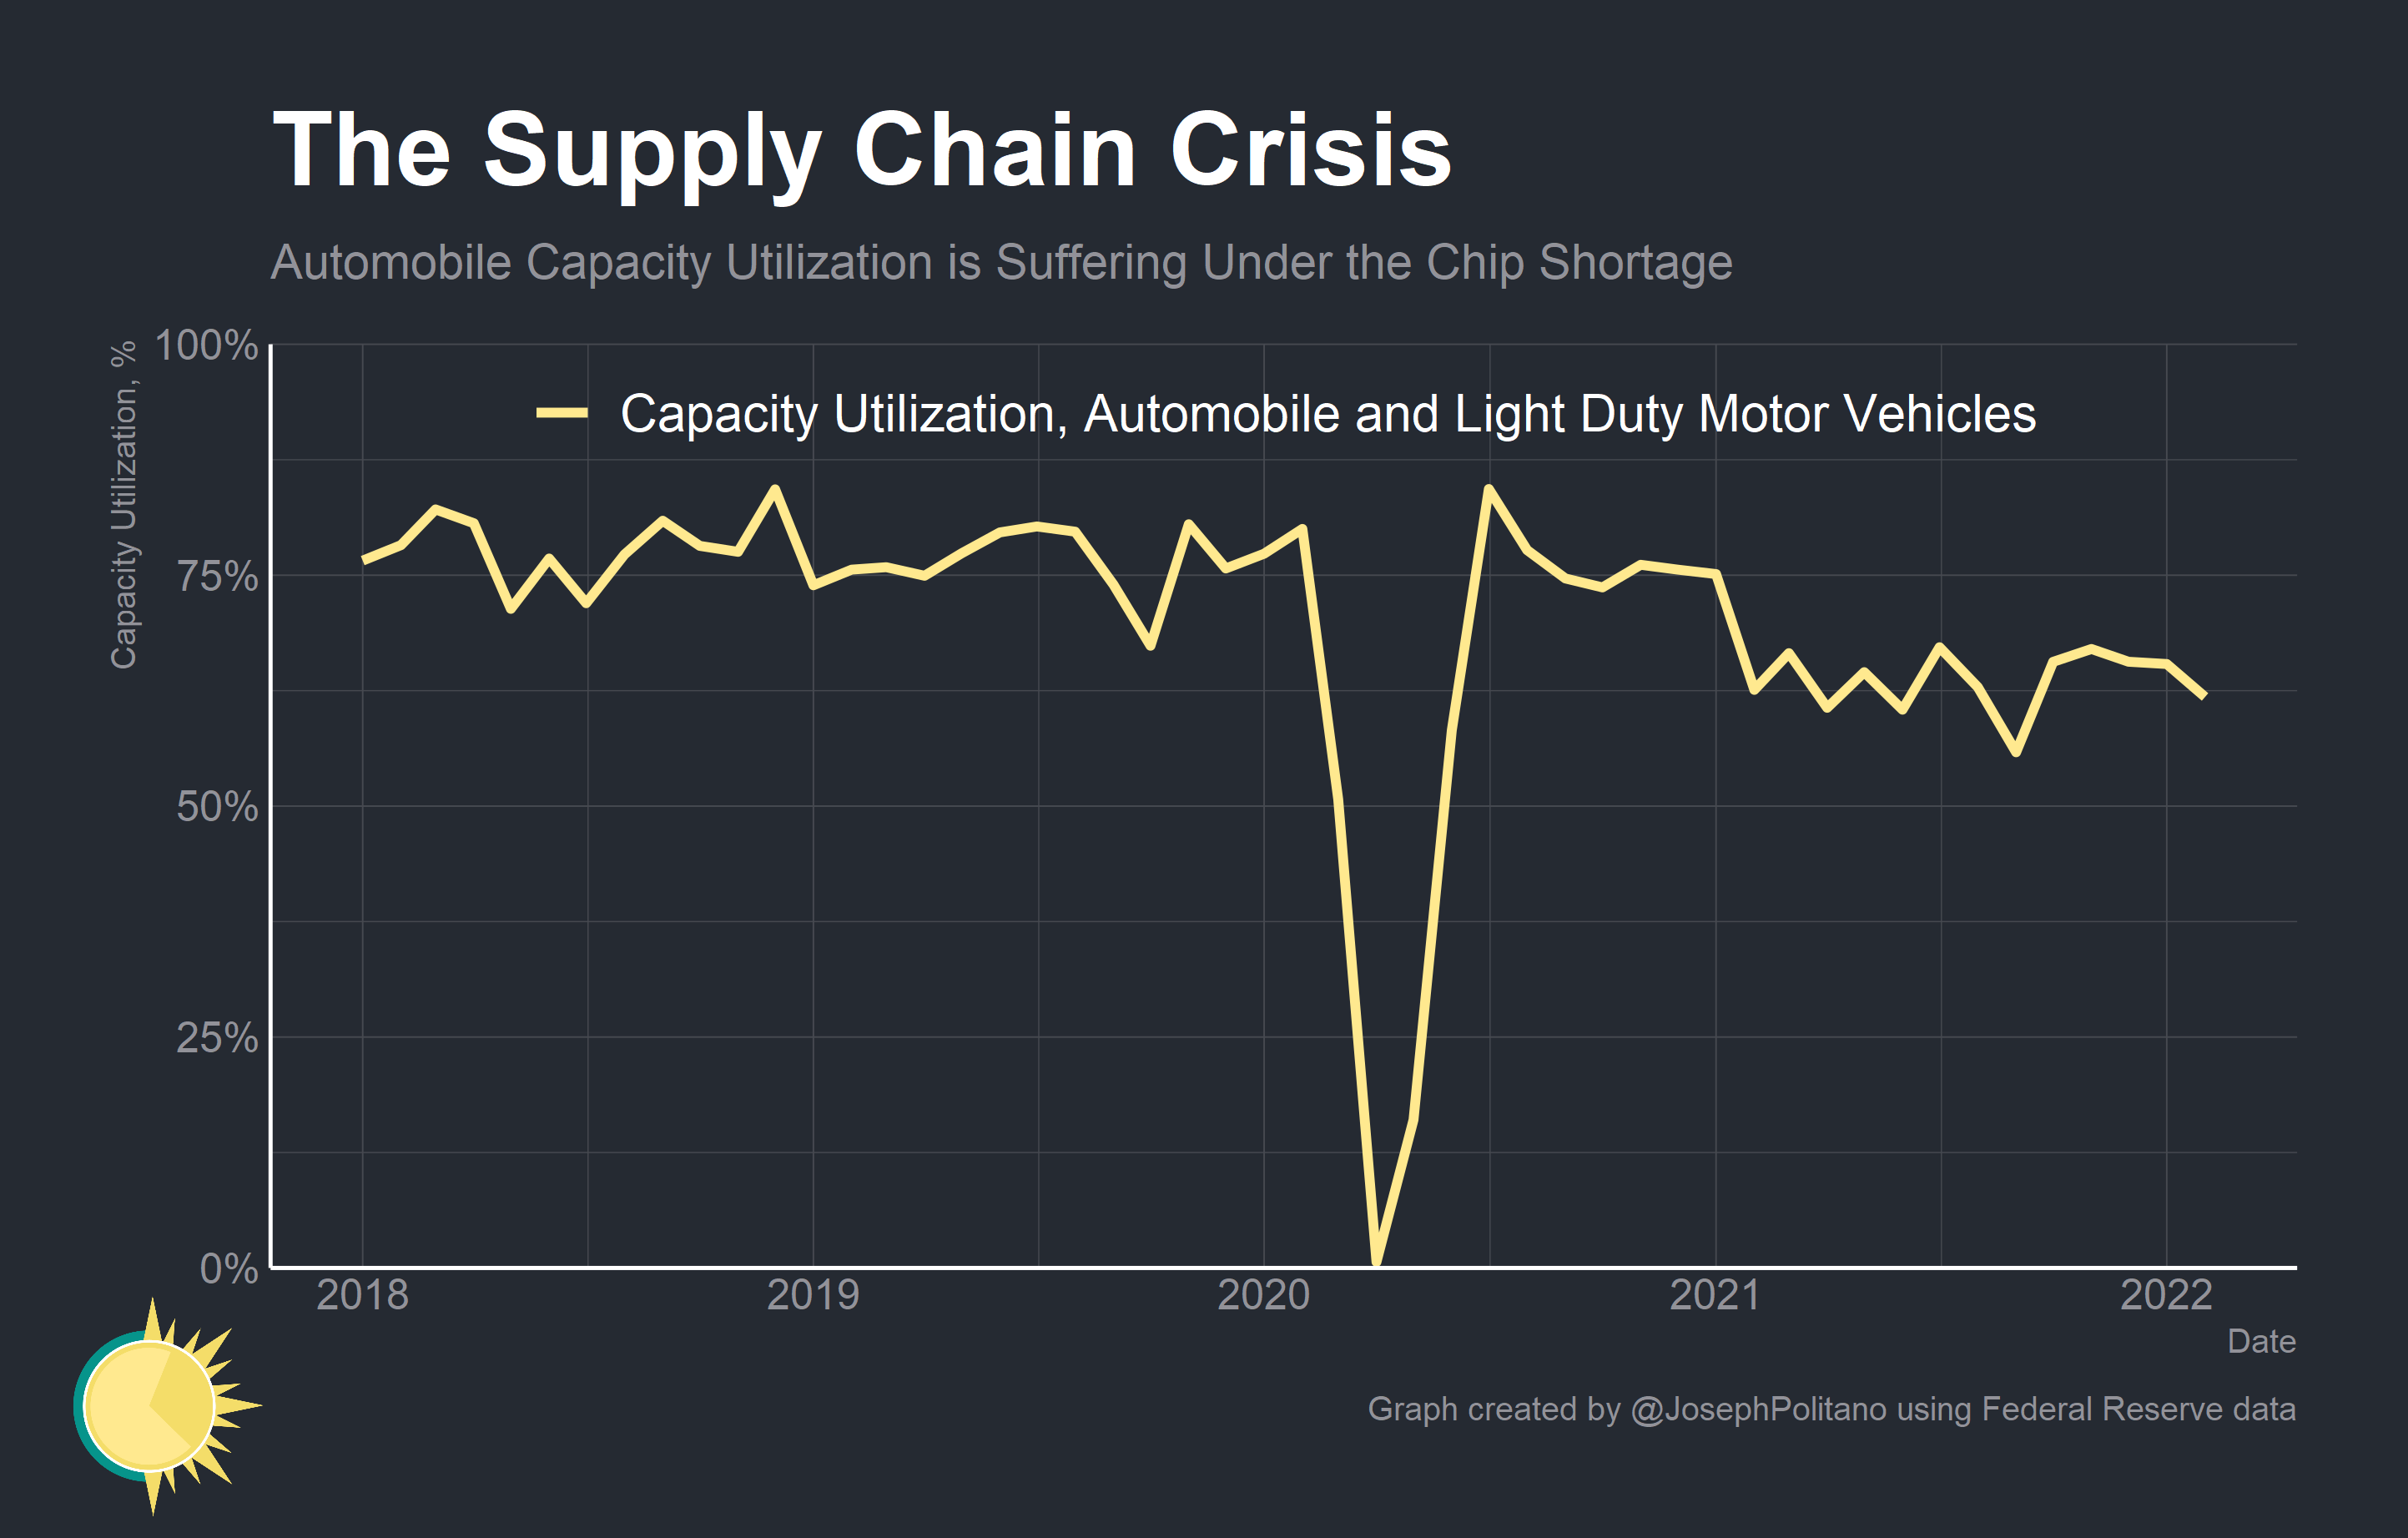 The Supply Chain Crisis
Automobile Capacity Utilization is Suffering Under the Chip Shortage
Capacity Utilization, %
100%
75%
50%
25%
0%
Capacity Utilization, Automobile and Light Duty Motor Vehicles
2018
2019
2020
2021
2022
Date
Graph created by @JosephPolitano using Federal Reserve data